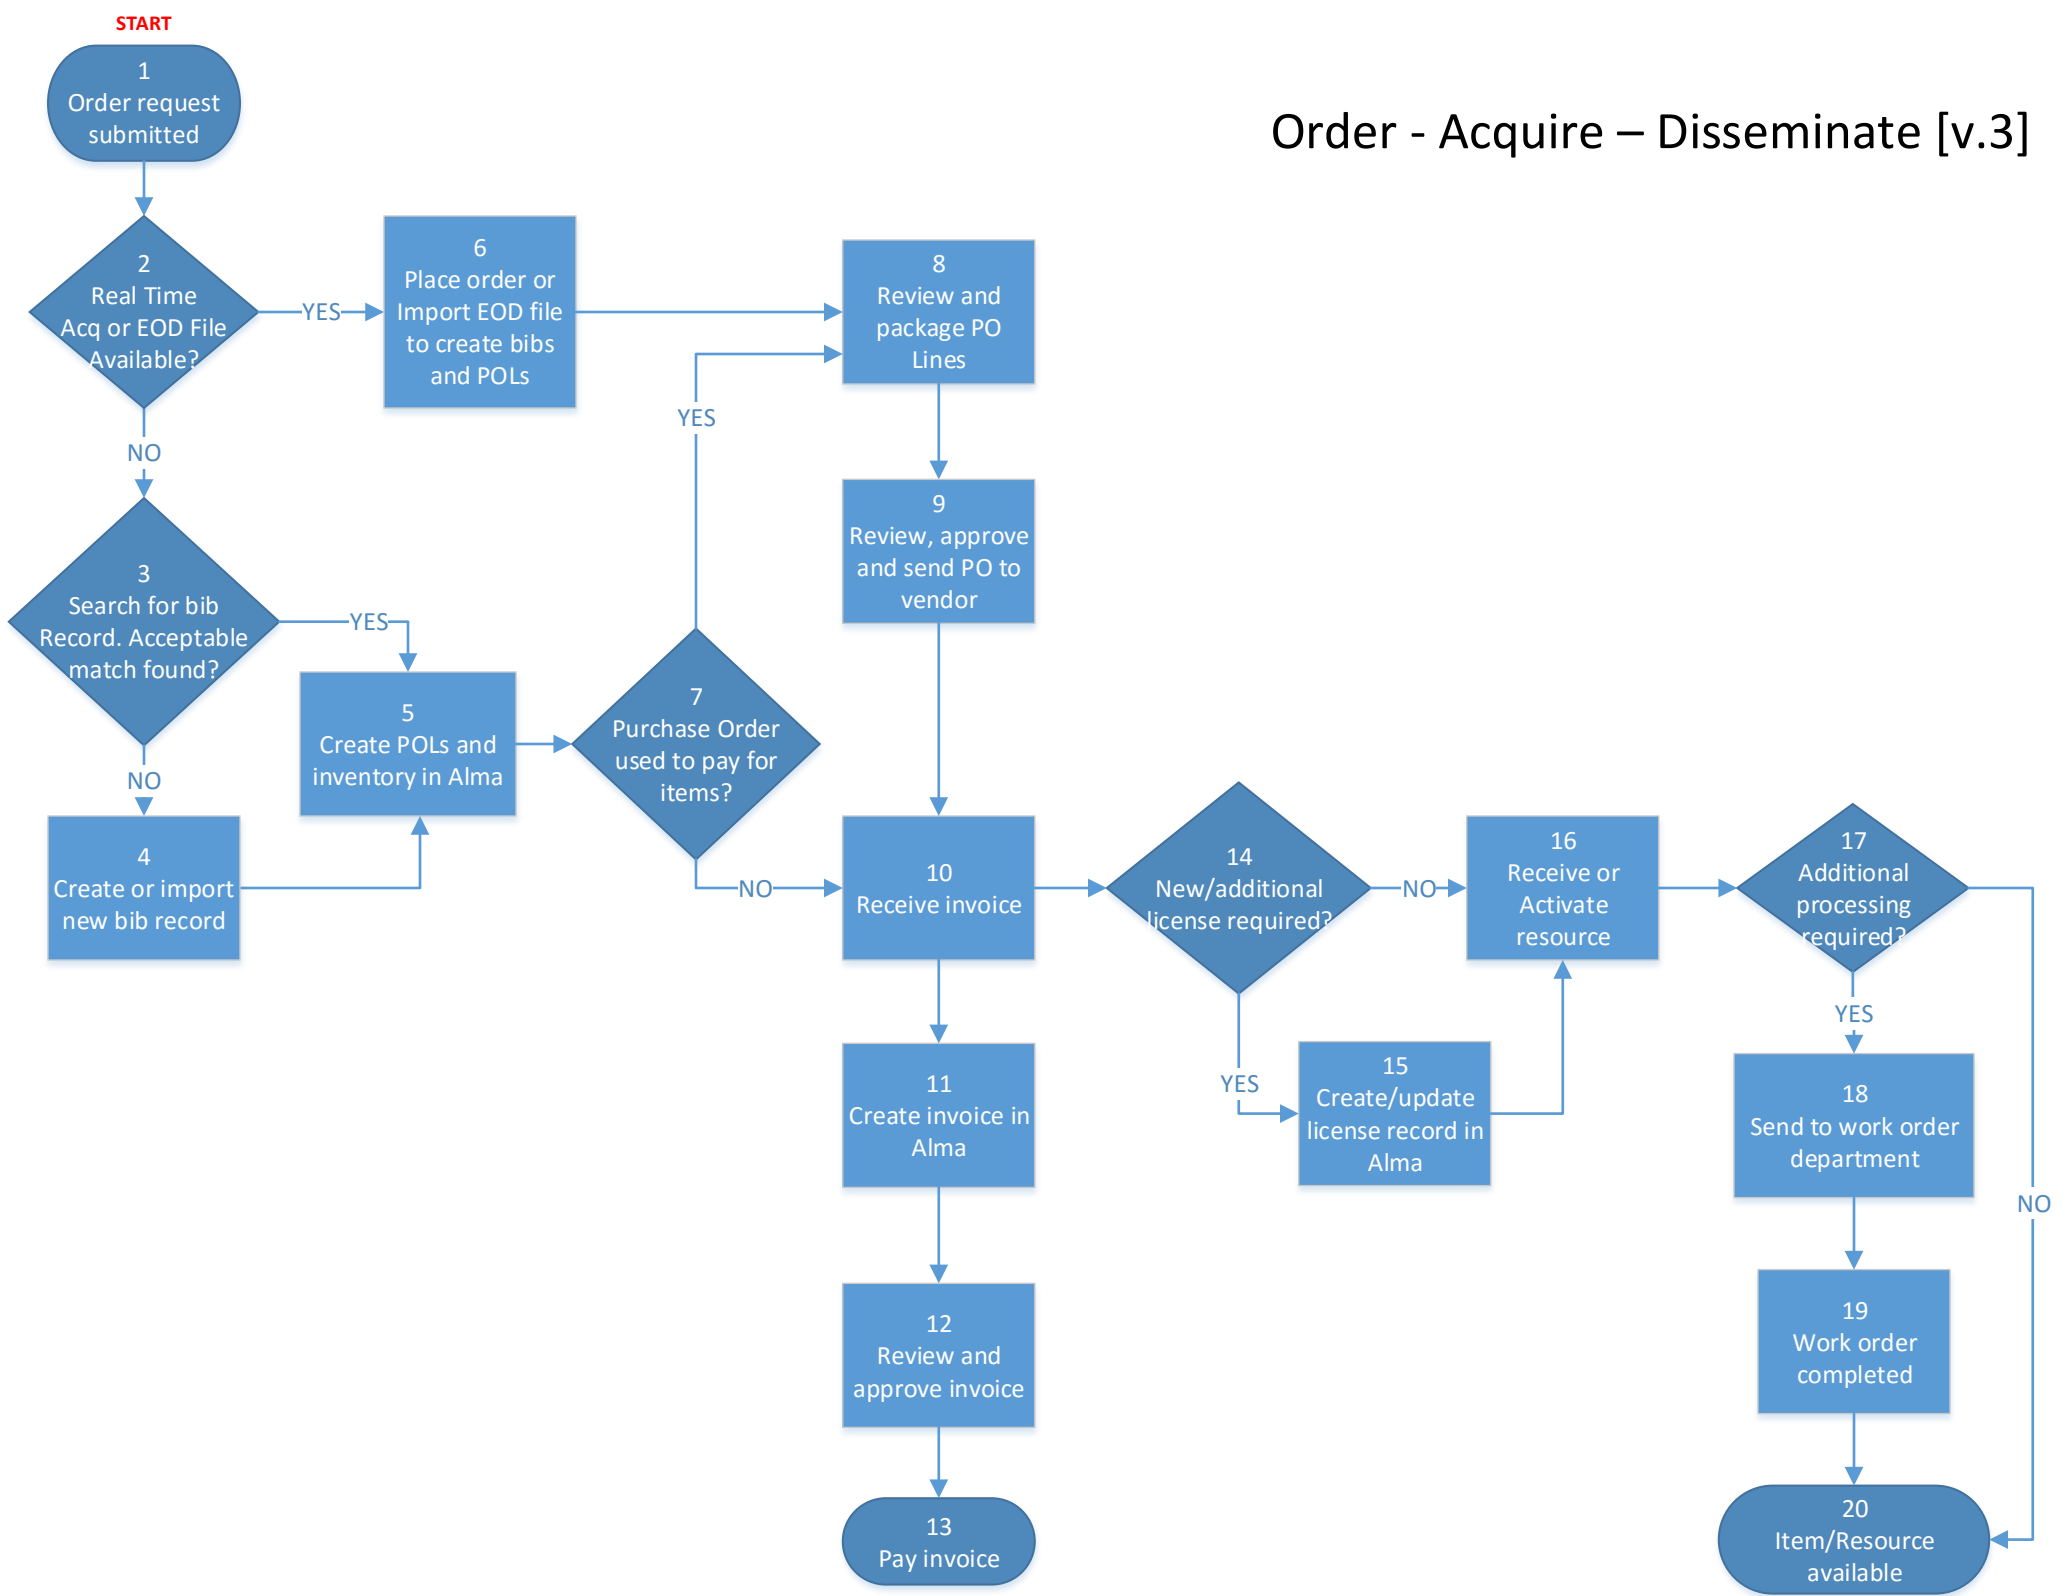 START
1
Order request
submitted
Order - Acquire – Disseminate [v.3]
2
Real Time
Acq or EOD File
Available?
YES
NO
6
Place order or
Import EOD file
to create bibs
and POLs
8
Review and
package PO
Lines
YES
3
Search for bib
Record. Acceptable
match found?
YES
NO
9
Review, approve
and send PO to
vendor
5
Create POLs and
inventory in Alma
7
Purchase Order
used to pay for
items?
NO
4
Create or import
new bib record
10
Receive invoice
14
New/additional
license required?
NO
YES
16
Receive or
Activate
resource
17
Additional
processing
required?
YES
NO
11
Create invoice in
Alma
15
Create/update
license record in
Alma
18
Send to work order
department
12
Review and
approve invoice
19
Work order
completed
13
Pay invoice
20
Item/Resource
available